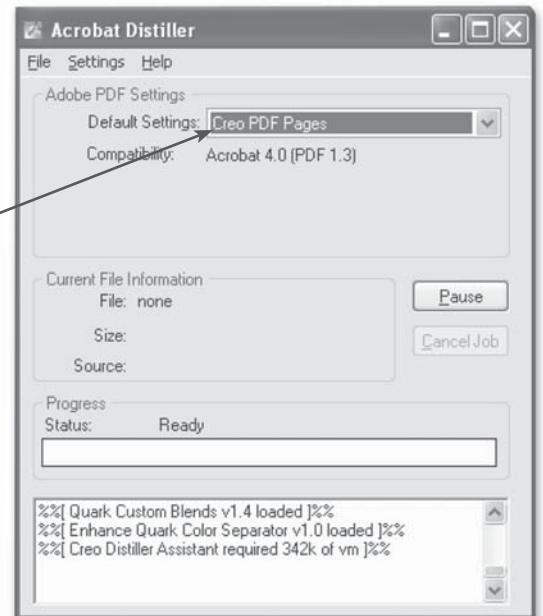 Acrobat Distiller
File Settings Help
Adobe PDF Settings
Default Settings: Creo PDF Pages
Compatibility: Acrobat 4.0 (PDF 1.3)
Current File Information
File: none
Pause
Size:
Cancel Job
Source:
Progress
Status: Ready
%%[ Quark Custom Blends v1.4 loaded ]%%
%%[ Enhance Quark Color Separator v1.0 loaded ]%%
%%[ Creo Distiller Assistant required 342k of vm ]%%